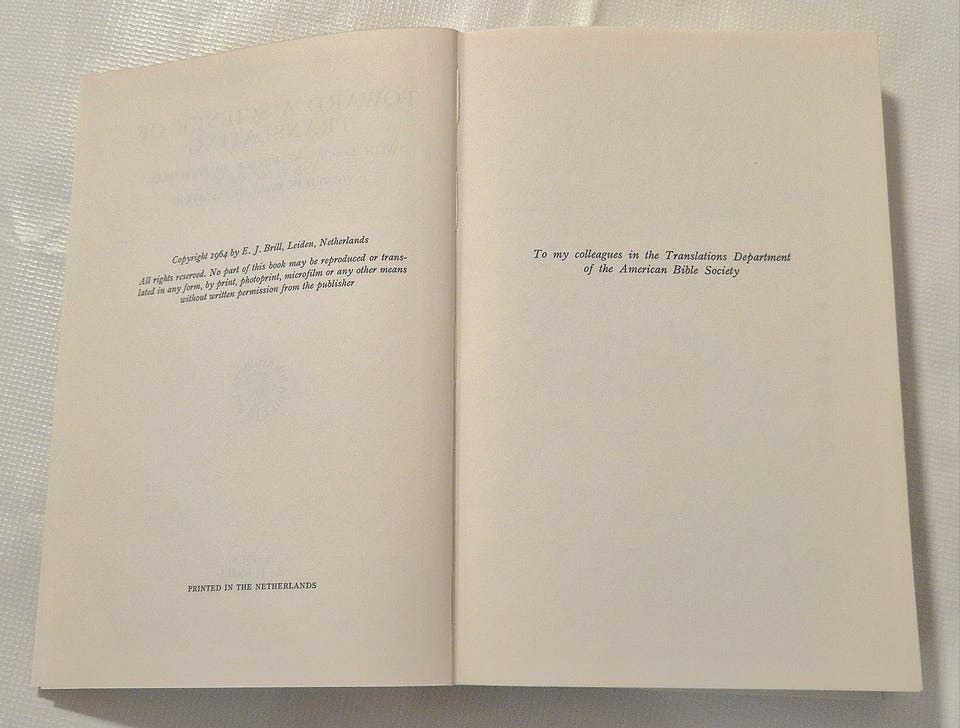 Copyright 1964 by E. J. Brill, Leiden, Netherlands
All rights reserved. No part of this book may be reproduced or trans-
lated in any form, by print, photoprint, microfilm or any other means
without written permission from the publisher
PRINTED IN THE NETHERLANDS
To my colleagues in the Translations Department
of the American Bible Society